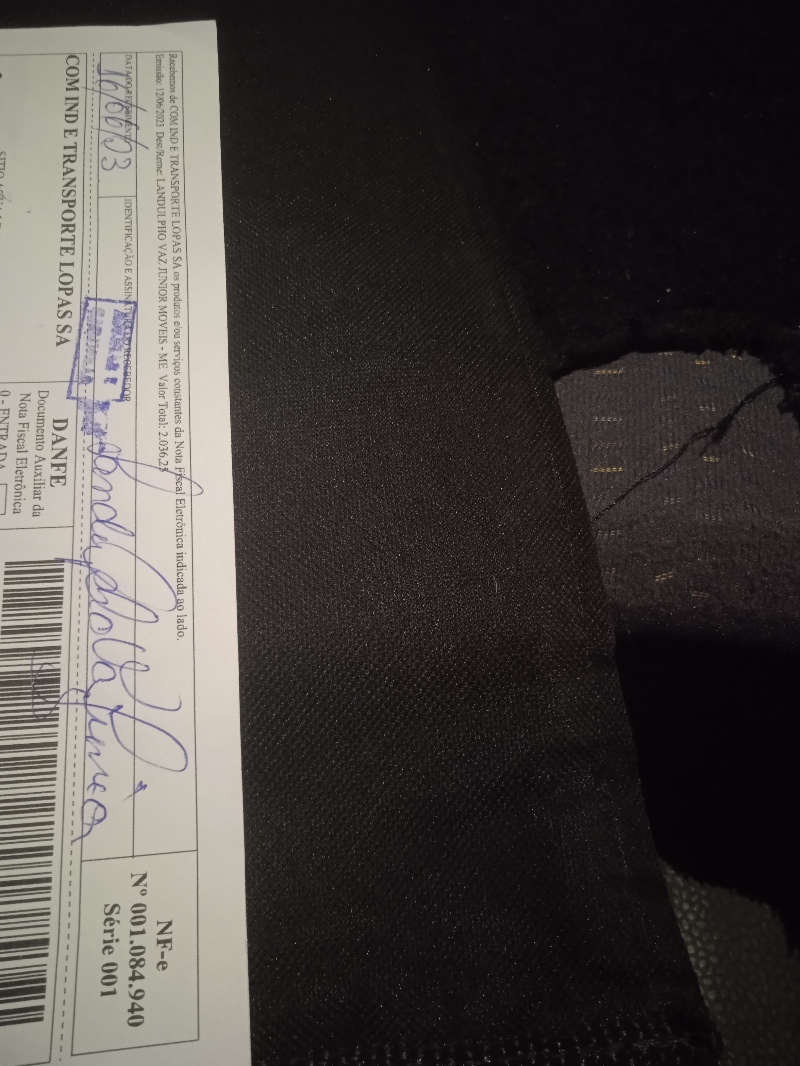 Recebemos de COM IND E TRANSPORTE LOPAS SA os produtos e/ou serviços constantes da Nota Fiscal Eletrônica indicada ao lado.
Emissão: 12/06/2023 Dest/Reme: LANDULPHO VAZ JUNIOR MOVEIS - ME Valor Total: 2.036,25
DATA DO RECEBIMENTO
IDENTIFICAÇÃO E ASSINATURA DO RECEBEDOR
16/06/03
NF-e
Nº 001.084.940
Série 001
COM IND E TRANSPORTE LOPAS SA
DANFE
Documento Auxiliar da
Nota Fiscal Eletrônica
0 - ENTRADA